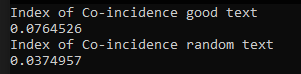 Index of Co-incidence good text
0.0764526
Index of Co-incidence random text
0.0374957